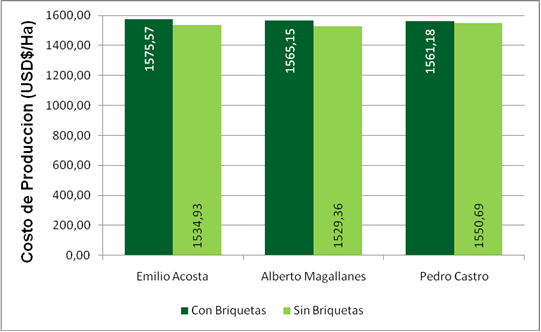 Costo de Produccion (USD$/Ha)
1600,00
1400,00
1200,00
1000,00
800,00
600,00
400,00
200,00
0,00
1575,57
1534,93
1565,15
1529,36
1561,18
1550,69
Emilio Acosta
Alberto Magallanes
Pedro Castro
Con Briquetas
Sin Briquetas